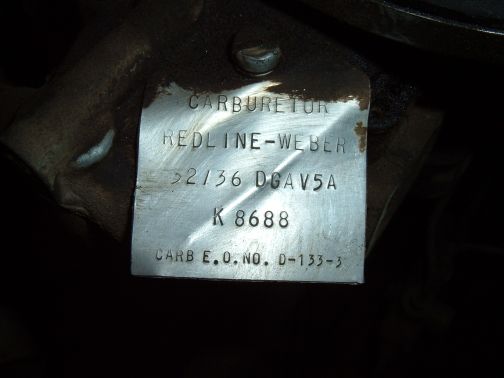 CARBURETOR
REDLINE-WEBER
32/36 DGAV5A
K 8688
CARB E.O.NO. D-133-3